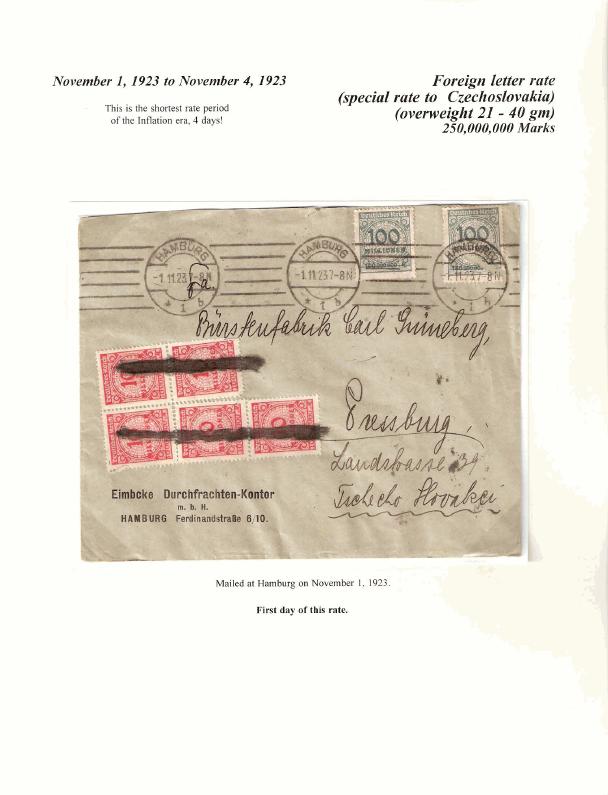 November 1, 1923 to November 4, 1923
This is the shortest rate period
of the Inflation era, 4 days!
Foreign letter rate
(special rate to Czechoslovakia)
(overweight 21 - 40 gm)
250,000,000 Marks
Deutsches Reich
100
MILLIONEN
Deutsches Reich
100
HAMBURG
-1.11.23.7-8N
* 1 b
HAMBURG
-1.11.23.7-8N
* 1 b
HAMBURG
-1.11.23.7-8N
* 1 b
Bürstenfabrik Carl Grüneberg,
Pressburg,
Landstrasse 39.
Tschecho Slovakei
Eimbcke Durchfrachten-Kontor
m. b. H.
HAMBURG Ferdinandstraße 6/10.
Mailed at Hamburg on November 1, 1923.
First day of this rate.